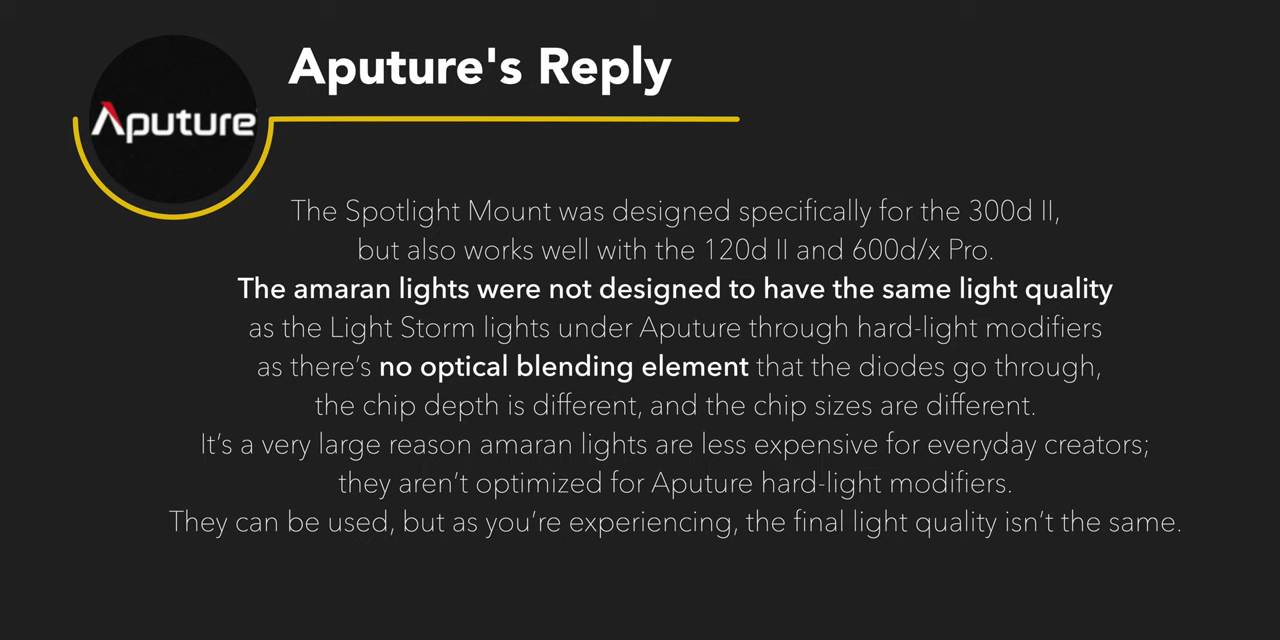 Aputure's Reply
Aputure
The Spotlight Mount was designed specifically for the 300d II,
but also works well with the 120d II and 600d/x Pro.
The amaran lights were not designed to have the same light quality
as the Light Storm lights under Aputure through hard-light modifiers
as there’s no optical blending element that the diodes go through,
the chip depth is different, and the chip sizes are different.
It’s a very large reason amaran lights are less expensive for everyday creators;
they aren’t optimized for Aputure hard-light modifiers.
They can be used, but as you’re experiencing, the final light quality isn’t the same.